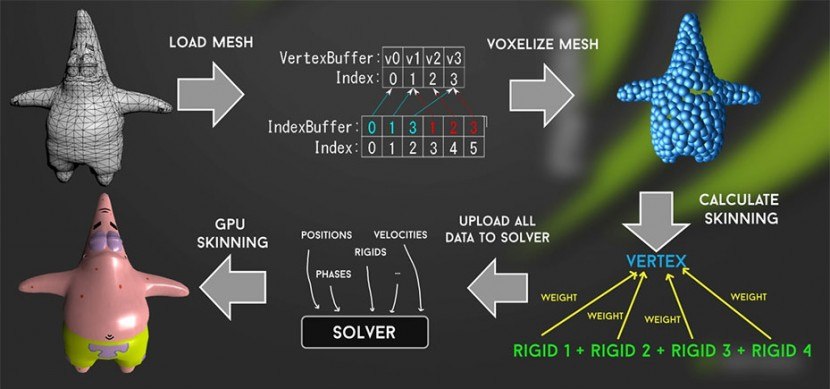 LOAD MESH
VertexBuffer: v0 v1 v2 v3
Index: 0 1 2 3
IndexBuffer: 0 1 3 1 2 3
Index: 0 1 2 3 4 5
VOXELIZE MESH
CALCULATE
SKINNING
VERTEX
WEIGHT
WEIGHT
WEIGHT
WEIGHT
RIGID 1 + RIGID 2 + RIGID 3 + RIGID 4
UPLOAD ALL
DATA TO SOLVER
POSITIONS
VELOCITIES
RIGIDS
PHASES
...
SOLVER
GPU
SKINNING